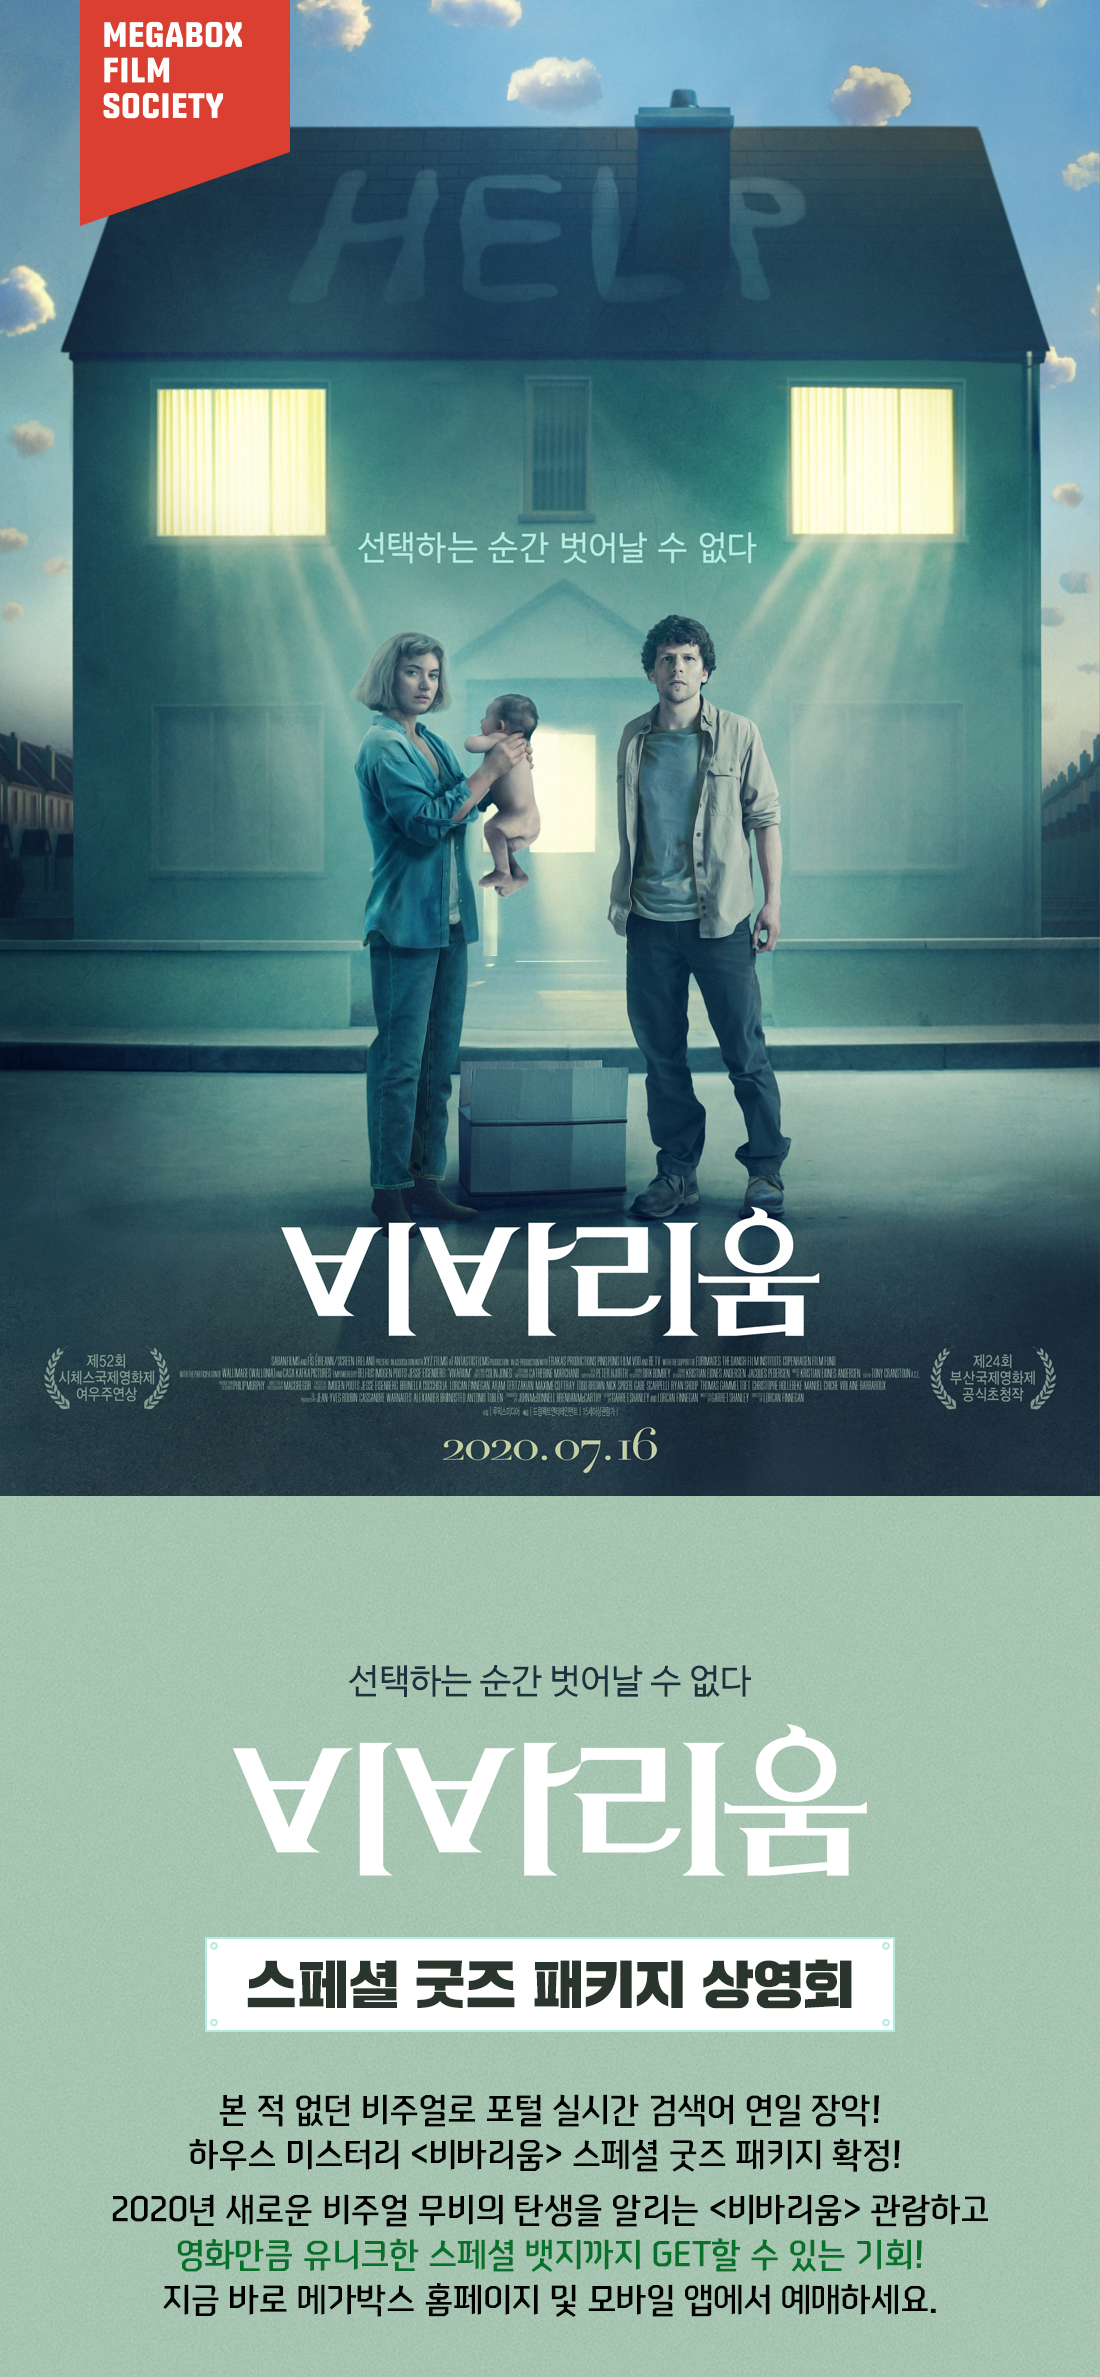 MEGABOX
FILM
SOCIETY
HELP
선택하는 순간 벗어날 수 없다
비바리움
제52회
시체스국제영화제
여우주연상
제24회
부산국제영화제
공식초청작
2020.07.16
선택하는 순간 벗어날 수 없다
비바리움
스페셜 굿즈 패키지 상영회
본 적 없던 비주얼로 포털 실시간 검색어 연일 장악!
하우스 미스터리 <비바리움> 스페셜 굿즈 패키지 확정!
2020년 새로운 비주얼 무비의 탄생을 알리는 <비바리움> 관람하고
영화만큼 유니크한 스페셜 뱃지까지 GET할 수 있는 기회!
지금 바로 메가박스 홈페이지 및 모바일 앱에서 예매하세요.